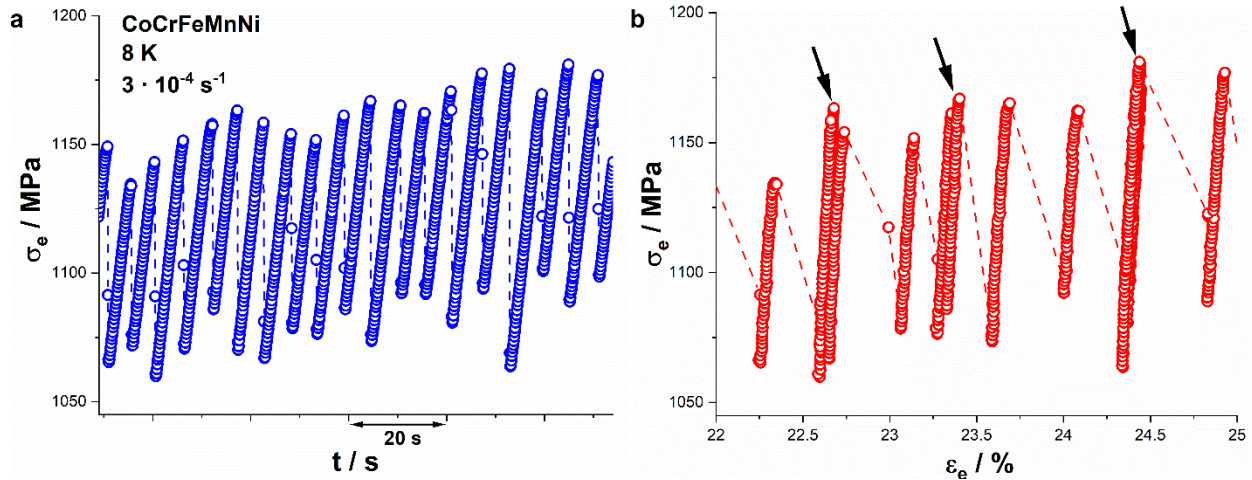 a
CoCrFeMnNi
8 K
3 · 10⁻⁴ s⁻¹
1200
1150
1100
1050
σₑ / MPa
20 s
t / s
b
1200
1150
1100
1050
σₑ / MPa
22
22.5
23
23.5
24
24.5
25
εₑ / %